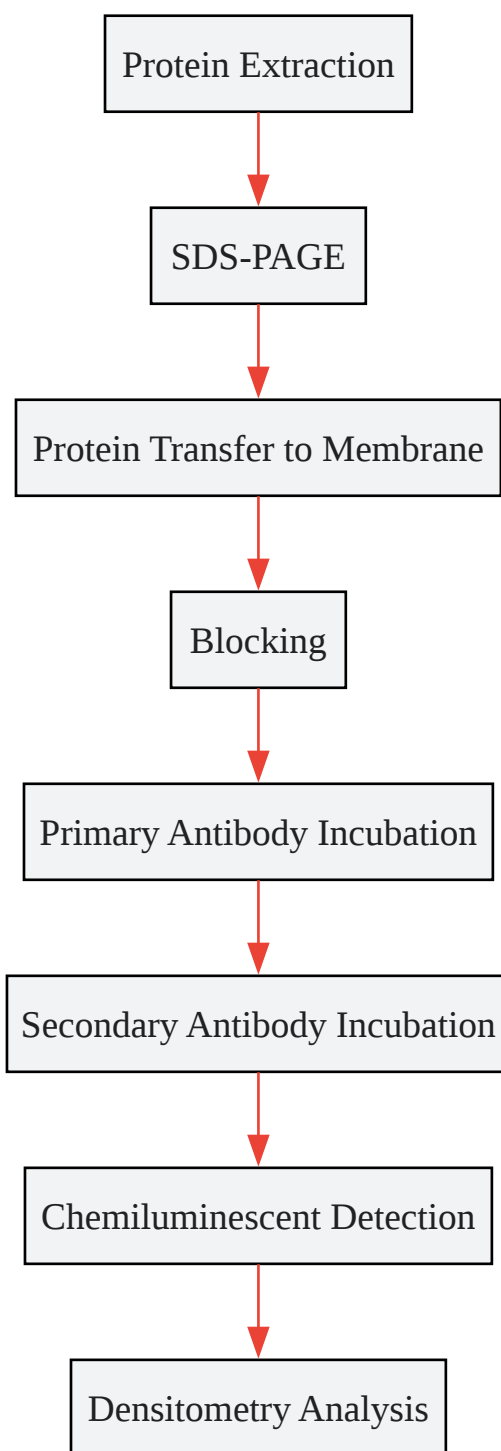 Protein Extraction
SDS-PAGE
Protein Transfer to Membrane
Blocking
Primary Antibody Incubation
Secondary Antibody Incubation
Chemiluminescent Detection
Densitometry Analysis